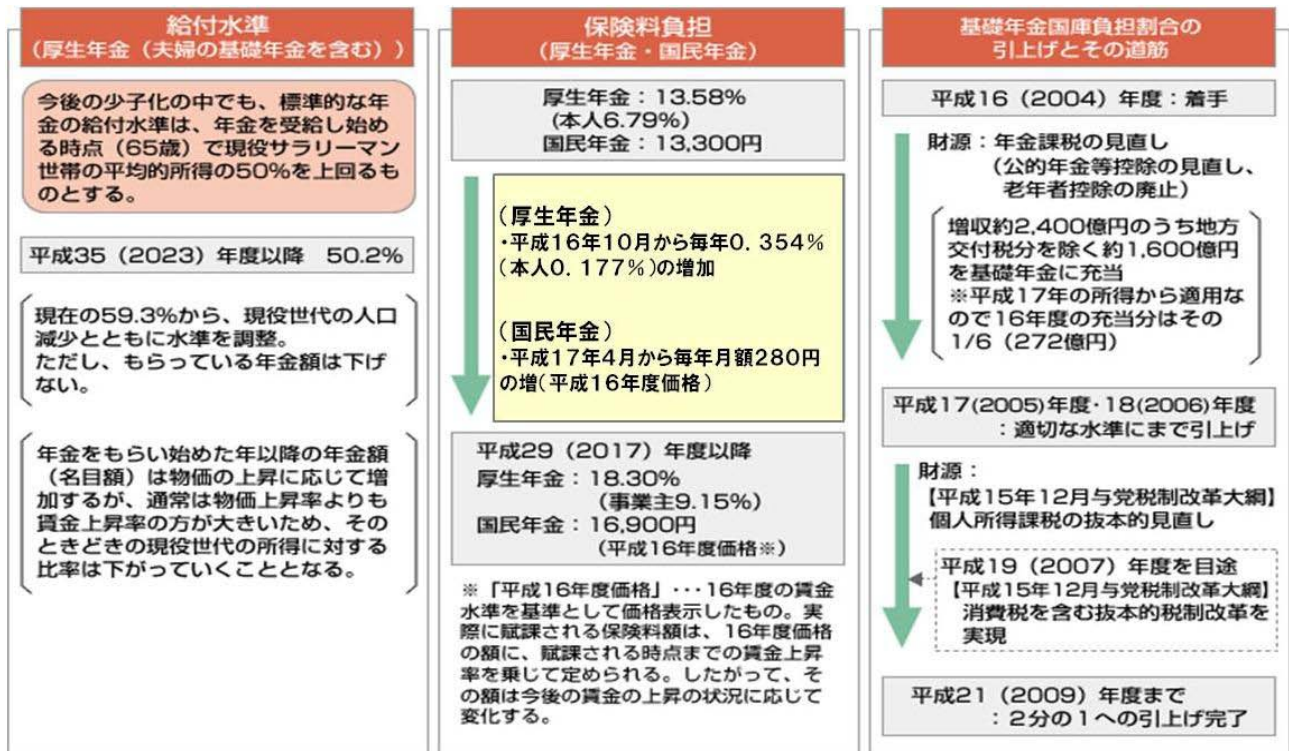 給付水準
（厚生年金（夫婦の基礎年金を含む））
今後の少子化の中でも、標準的な年
金の給付水準は、年金を受給し始め
る時点（65歳）で現役サラリーマン
世帯の平均的所得の50%を上回るも
のとする。
平成35（2023）年度以降　50.2%
現在の59.3%から、現役世代の人口
減少とともに水準を調整。
ただし、もらっている年金額は下げ
ない。
年金をもらい始めた年以降の年金額
（名目額）は物価の上昇に応じて増
加するが、通常は物価上昇率よりも
賃金上昇率の方が大きいため、その
ときどきの現役世代の所得に対する
比率は下がっていくこととなる。
保険料負担
（厚生年金・国民年金）
厚生年金：13.58%
（本人6.79%）
国民年金：13,300円
（厚生年金）
・平成16年10月から毎年0．354%
（本人0．177%）の増加
（国民年金）
・平成17年4月から毎年月額280円
の増（平成16年度価格）
平成29（2017）年度以降
厚生年金：18.30%
（事業主9.15%）
国民年金：16,900円
（平成16年度価格※）
※「平成16年度価格」･･･16年度の賃金
水準を基準として価格表示したもの。実
際に賦課される保険料額は、16年度価格
の額に、賦課される時点までの賃金上昇
率を乗じて定められる。したがって、そ
の額は今後の賃金の上昇の状況に応じて
変化する。
基礎年金国庫負担割合の
引上げとその道筋
平成16（2004）年度：着手
財源：年金課税の見直し
（公的年金等控除の見直し、
老年者控除の廃止）
増収約2,400億円のうち地方
交付税分を除く約1,600億円
を基礎年金に充当
※平成17年の所得から適用な
ので16年度の充当分はその
1/6（272億円）
平成17(2005)年度・18(2006)年度
：適切な水準にまで引上げ
財源：
【平成15年12月与党税制改革大綱】
個人所得課税の抜本的見直し
平成19（2007）年度を目途
【平成15年12月与党税制改革大綱】
消費税を含む抜本的税制改革を
実現
平成21（2009）年度まで
：2分の1への引上げ完了